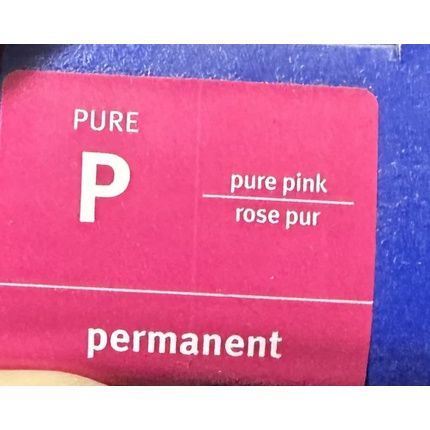 PURE
P
pure pink
rose pur
permanent